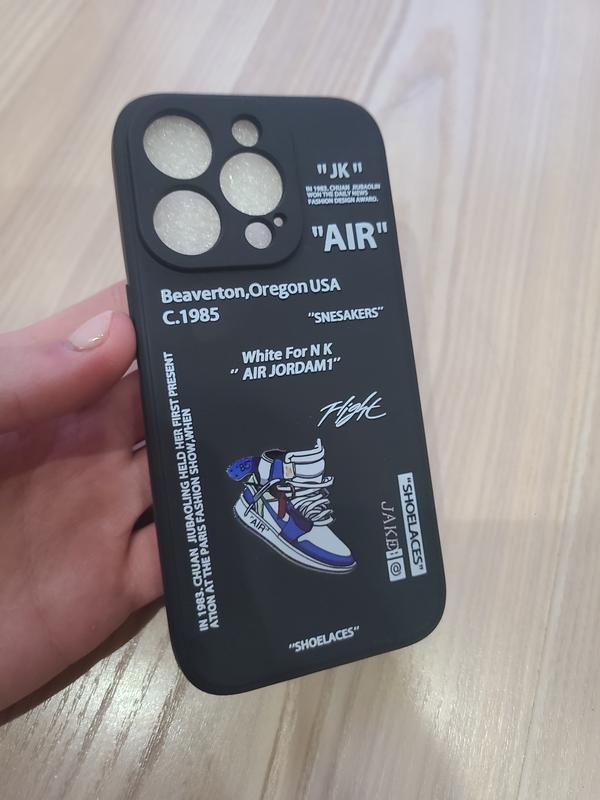 "JK"
IN 1983, CHUAN JIUBAOLIN
WON THE DAILY NEWS
FASHION DESIGN AWARD.
"AIR"
Beaverton,Oregon USA
C.1985
"SNESAKERS"
White For N K
"AIR JORDAM1"
Flight
IN 1983, CHUAN JIUBAOLING HELD HER FIRST PRESENT
ATION AT THE PARIS FASHION SHOW,WHEN
"AIR"
"SHOELACES"
JAKE:@
"SHOELACES"